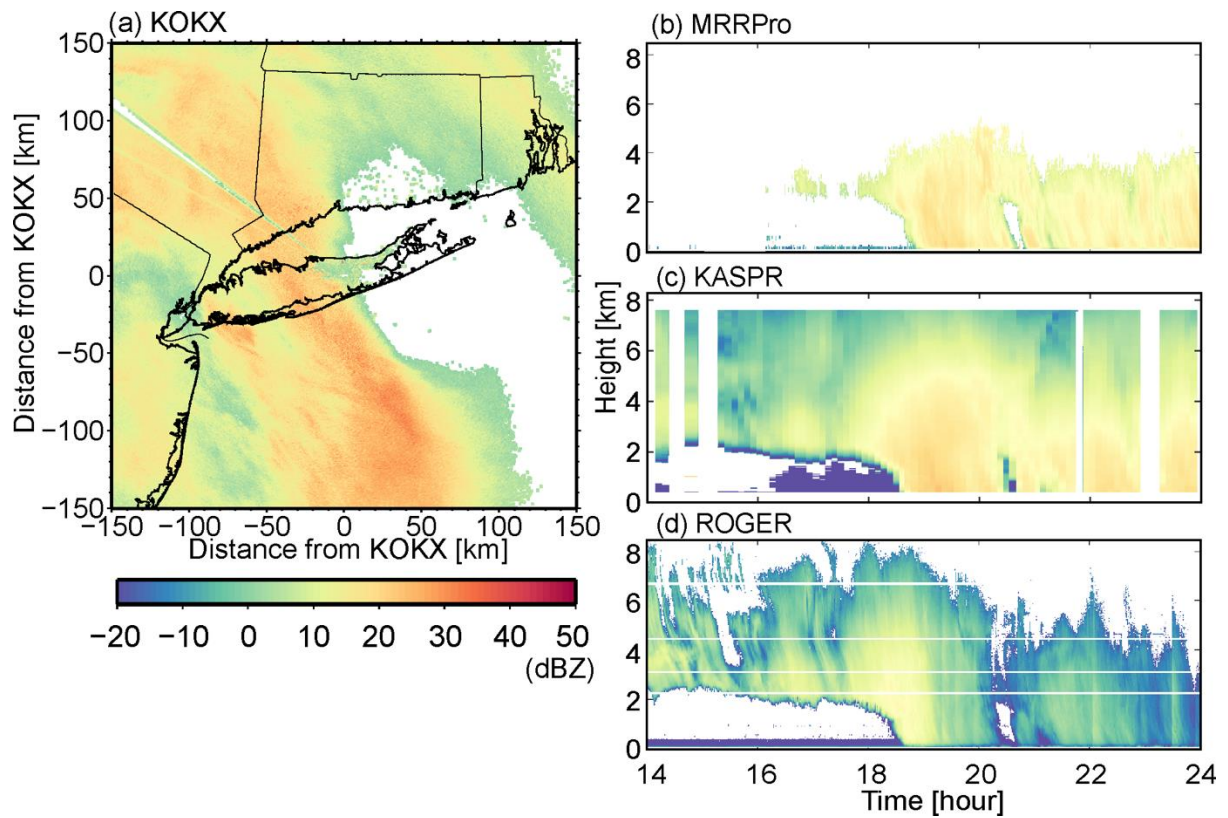 (a) KOKX
150
100
50
0
−50
−100
−150
Distance from KOKX [km]
−150 −100 −50 0 50 100 150
Distance from KOKX [km]
−20 −10 0 10 20 30 40 50
(dBZ)
(b) MRRPro
8
6
4
2
0
(c) KASPR
8
6
4
2
0
Height [km]
(d) ROGER
8
6
4
2
0
14 16 18 20 22 24
Time [hour]